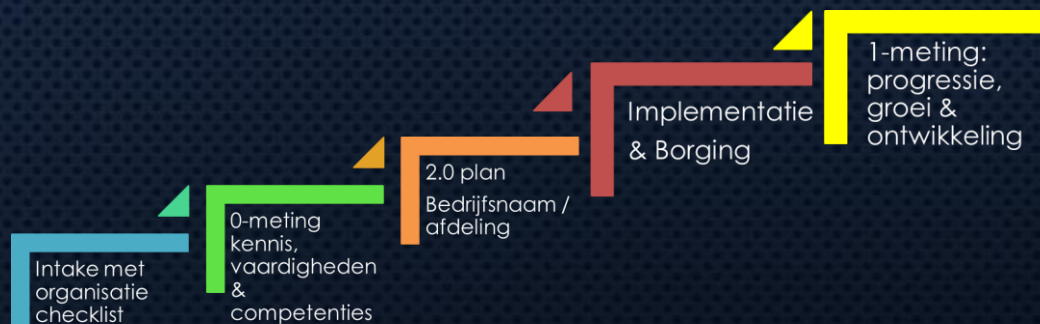 Intake met
organisatie
checklist
0-meting
kennis,
vaardigheden
&
competenties
2.0 plan
Bedrijfsnaam /
afdeling
Implementatie
& Borging
1-meting:
progressie,
groei &
ontwikkeling